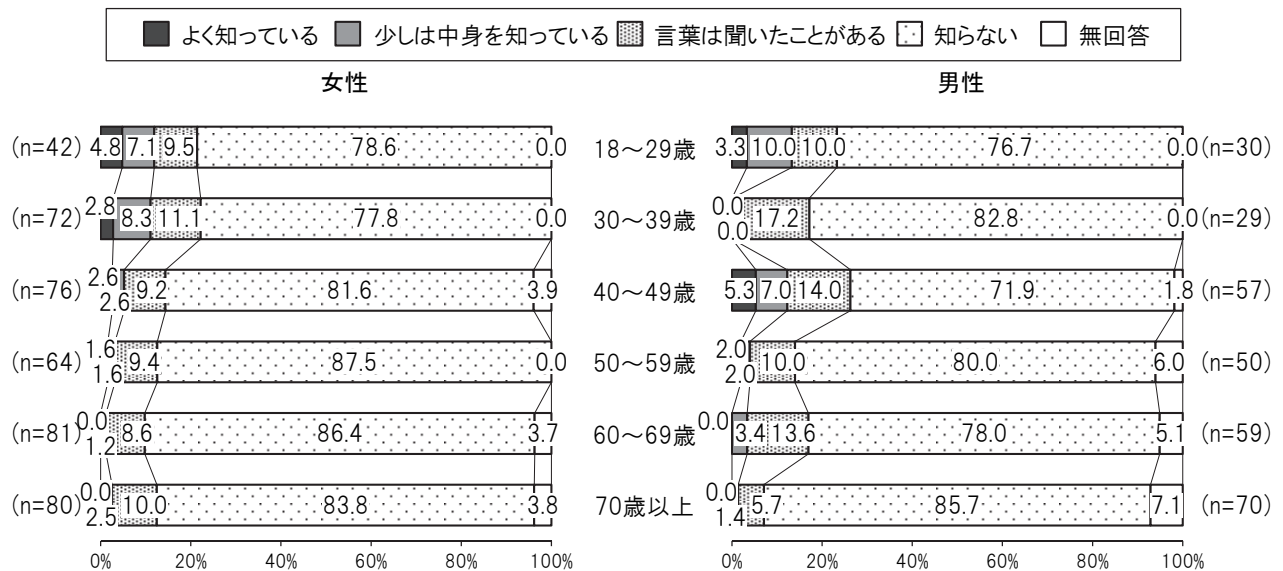 よく知っている 少しは中身を知っている 言葉は聞いたことがある 知らない 無回答
女性 男性
(n=42) 4.8 7.1 9.5 78.6 0.0 18～29歳 3.3 10.0 10.0 76.7 0.0 (n=30)
(n=72) 2.8 8.3 11.1 77.8 0.0 30～39歳 0.0 0.0 17.2 82.8 0.0 (n=29)
(n=76) 2.6 2.6 9.2 81.6 3.9 40～49歳 5.3 7.0 14.0 71.9 1.8 (n=57)
(n=64) 1.6 1.6 9.4 87.5 0.0 50～59歳 2.0 2.0 10.0 80.0 6.0 (n=50)
(n=81) 0.0 1.2 8.6 86.4 3.7 60～69歳 0.0 3.4 13.6 78.0 5.1 (n=59)
(n=80) 0.0 2.5 10.0 83.8 3.8 70歳以上 0.0 1.4 5.7 85.7 7.1 (n=70)
0% 20% 40% 60% 80% 100% 0% 20% 40% 60% 80% 100%